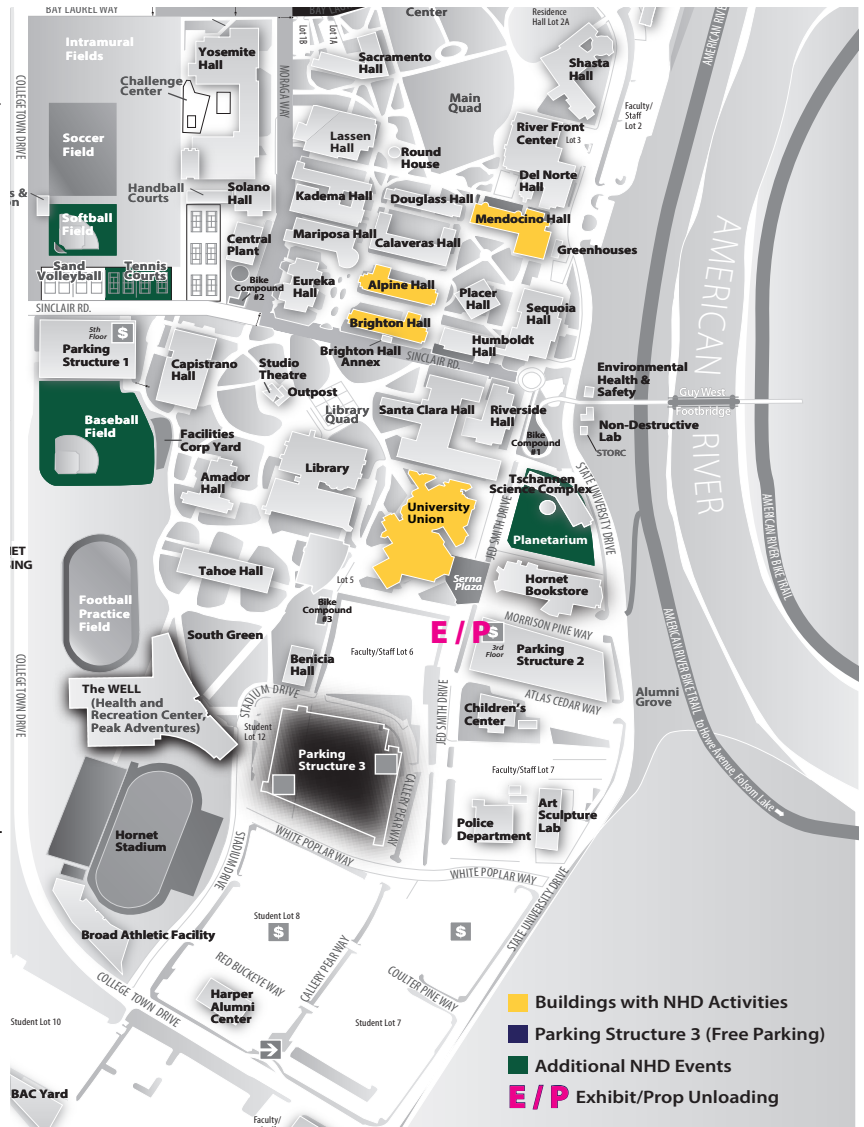 BAY LAUREL WAY
Center
Residence
Hall Lot 2A
Lot 1B
Lot 1A
AMERICAN RIVE
Intramural
Fields
Yosemite
Hall
Sacramento
Hall
Shasta
Hall
Challenge
Center
MORAGA WAY
COLLEGE TOWN DRIVE
Main
Quad
Faculty/
Staff
Lot 2
Soccer
Field
Lassen
Hall
River Front
Center
Lot 3
Round
House
Del Norte
Hall
s &
Handball
Courts
Solano
Hall
Kadema Hall
Douglass Hall
Mendocino Hall
Softball
Field
Central
Plant
Mariposa Hall
Calaveras Hall
Greenhouses
AMERICAN
Sand
Volleyball
Tennis
Courts
Bike
Compound
#2
Eureka
Hall
Alpine Hall
Placer
Hall
Sequoia
Hall
SINCLAIR RD.
5th
Floor
$
Parking
Structure 1
Capistrano
Hall
Brighton Hall
Brighton Hall
Annex
SINCLAIR RD.
Humboldt
Hall
Studio
Theatre
Outpost
Environmental
Health &
Safety
Guy West
Footbridge
RIVER
Baseball
Field
Library
Quad
Santa Clara Hall
Riverside
Hall
Bike
Compound
#1
Non-Destructive
Lab
STORC
Facilities
Corp Yard
Amador
Hall
Library
Tschannen
Science Complex
STATE UNIVERSITY DRIVE
University
Union
JED SMITH DRIVE
Planetarium
AMERICAN RIVER BIKE TRAIL
NET
ING
Tahoe Hall
Lot 5
Serna
Plaza
Hornet
Bookstore
Football
Practice
Field
Bike
Compound
#3
South Green
E / P
$
MORRISON PINE WAY
3rd
Floor
Parking
Structure 2
Faculty/Staff Lot 6
Benicia
Hall
COLLEGE TOWN DRIVE
The WELL
(Health and
Recreation Center,
Peak Adventures)
STADIUM DRIVE
Student
Lot 12
JED SMITH DRIVE
Children's
Center
ATLAS CEDAR WAY
Alumni
Grove
AMERICAN RIVER BIKE TRAIL to Howe Avenue, Folsom Lake
Parking
Structure 3
CALLERY PEAR WAY
Faculty/Staff Lot 7
Hornet
Stadium
STADIUM DRIVE
WHITE POPLAR WAY
Police
Department
Art
Sculpture
Lab
WHITE POPLAR WAY
STATE UNIVERSITY DRIVE
Broad Athletic Facility
Student Lot 8
$
$
RED BUCKEYE WAY
CALLERY PEAR WAY
COULTER PINE WAY
COLLEGE TOWN DRIVE
Harper
Alumni
Center
Student Lot 10
Student Lot 7
BAC Yard
Faculty/
Buildings with NHD Activities
Parking Structure 3 (Free Parking)
Additional NHD Events
E / P Exhibit/Prop Unloading